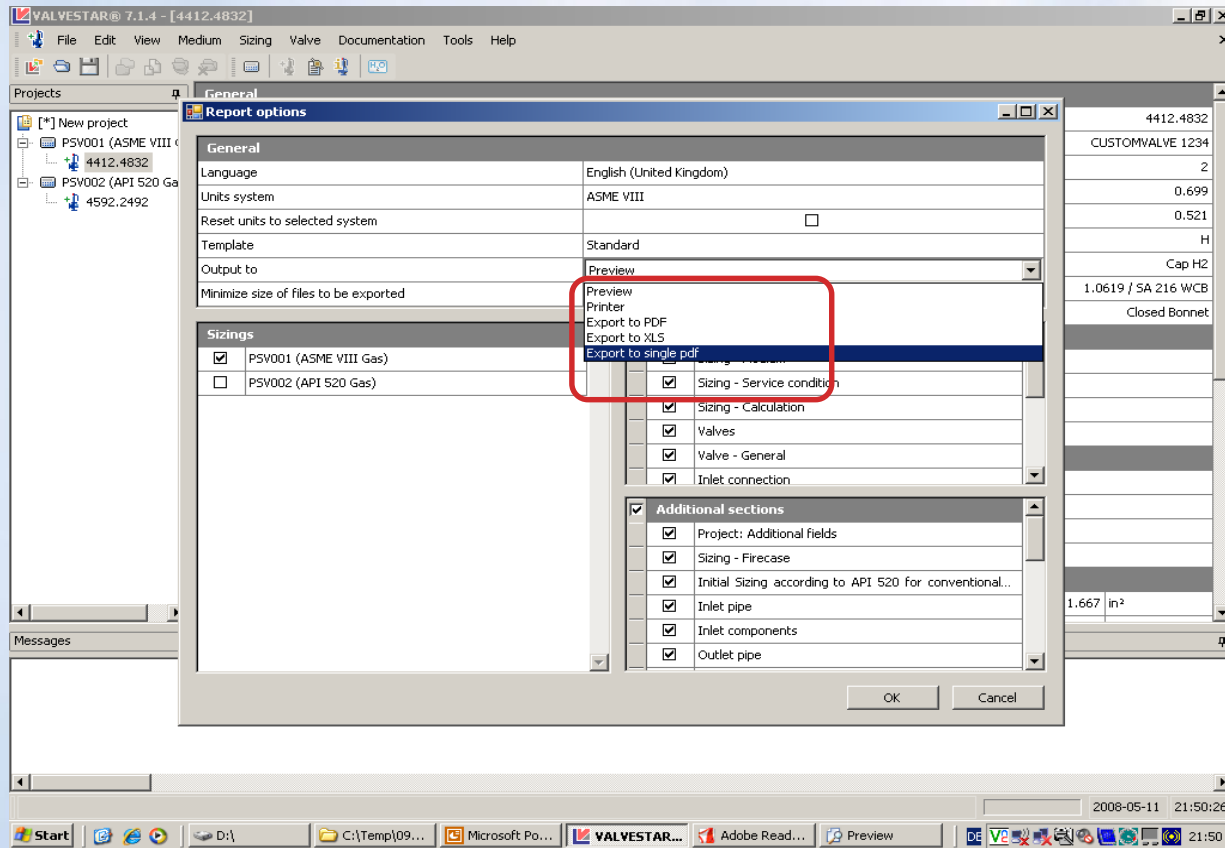 VALVESTAR® 7.1.4 - [4412.4832]
File Edit View Medium Sizing Valve Documentation Tools Help
H₂O
Projects
General
[*] New project
PSV001 (ASME VIII
4412.4832
PSV002 (API 520 Ga
4592.2492
Report options
General
Language English (United Kingdom)
Units system ASME VIII
Reset units to selected system
Template Standard
Output to Preview
Minimize size of files to be exported
Preview
Printer
Export to PDF
Export to XLS
Export to single pdf
Sizings
PSV001 (ASME VIII Gas)
PSV002 (API 520 Gas)
Sizing - Service condition
Sizing - Calculation
Valves
Valve - General
Inlet connection
Additional sections
Project: Additional fields
Sizing - Firecase
Initial Sizing according to API 520 for conventional...
Inlet pipe
Inlet components
Outlet pipe
OK Cancel
4412.4832
CUSTOMVALVE 1234
2
0.699
0.521
H
Cap H2
1.0619 / SA 216 WCB
Closed Bonnet
1.667 in²
Messages
2008-05-11 21:50:26
Start D:\ C:\Temp\09... Microsoft Po... VALVESTAR... Adobe Read... Preview DE V2 21:50